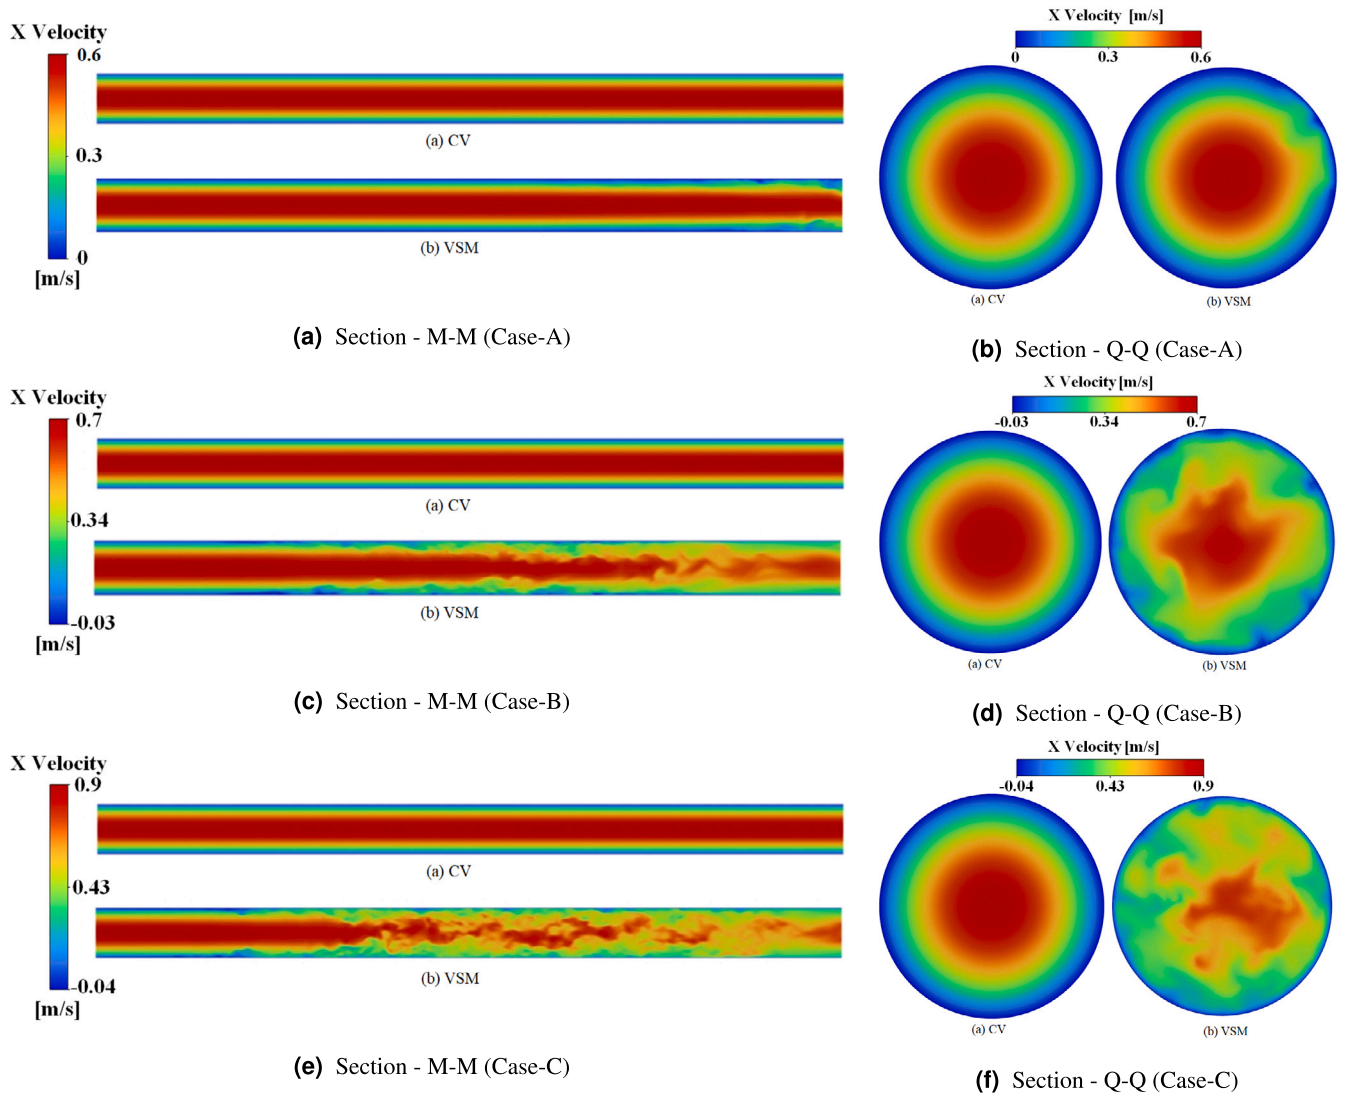 X Velocity
0.6
0.3
0
[m/s]
(a) CV
(b) VSM
(a) Section - M-M (Case-A)
X Velocity [m/s]
0 0.3 0.6
(a) CV (b) VSM
(b) Section - Q-Q (Case-A)
X Velocity
0.7
0.34
-0.03
[m/s]
(a) CV
(b) VSM
(c) Section - M-M (Case-B)
X Velocity [m/s]
-0.03 0.34 0.7
(a) CV (b) VSM
(d) Section - Q-Q (Case-B)
X Velocity
0.9
0.43
-0.04
[m/s]
(a) CV
(b) VSM
(e) Section - M-M (Case-C)
X Velocity [m/s]
-0.04 0.43 0.9
(a) CV (b) VSM
(f) Section - Q-Q (Case-C)